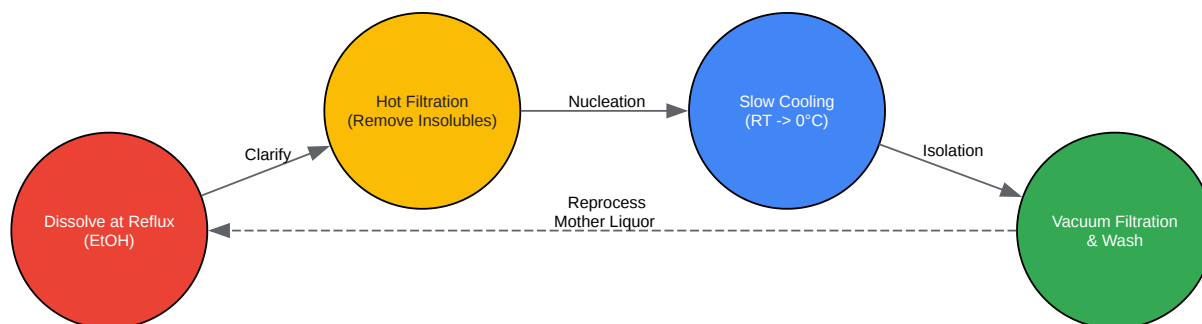 Hot Filtration
(Remove Insolubles)
Nucleation
Slow Cooling
(RT -> 0°C)
Clarify
Isolation
Reprocess
Mother Liquor
Dissolve at Reflux
(EtOH)
Vacuum Filtration
& Wash